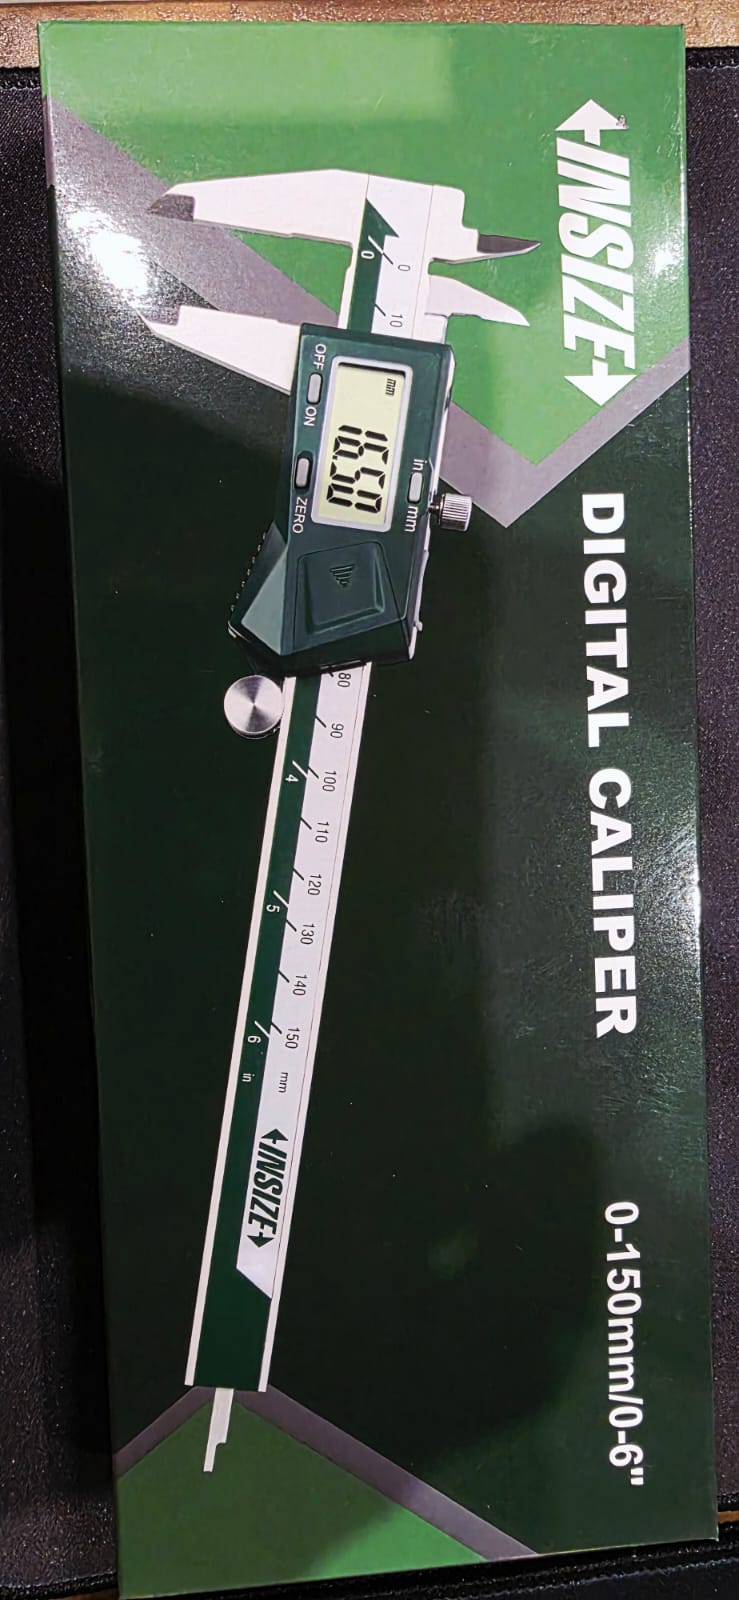 INSIZE
DIGITAL CALIPER
0-150mm/0-6"
in mm
mm
16.50
OFF ON
ZERO
0 10
0
80 90 100 110 120 130 140 150 mm
4 5 6 in
INSIZE